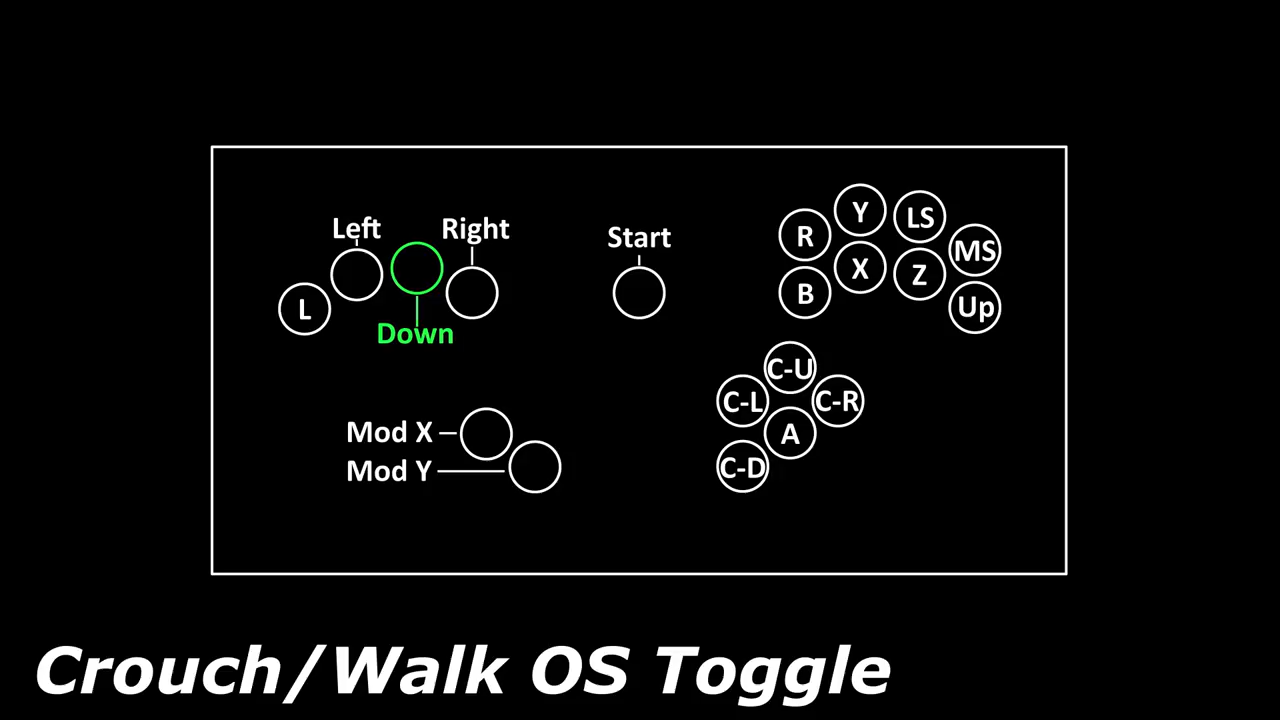 Left
Right
Start
L
Down
R
Y
LS
MS
B
X
Z
Up
C-U
C-L
C-R
A
C-D
Mod X
Mod Y
Crouch/Walk OS Toggle